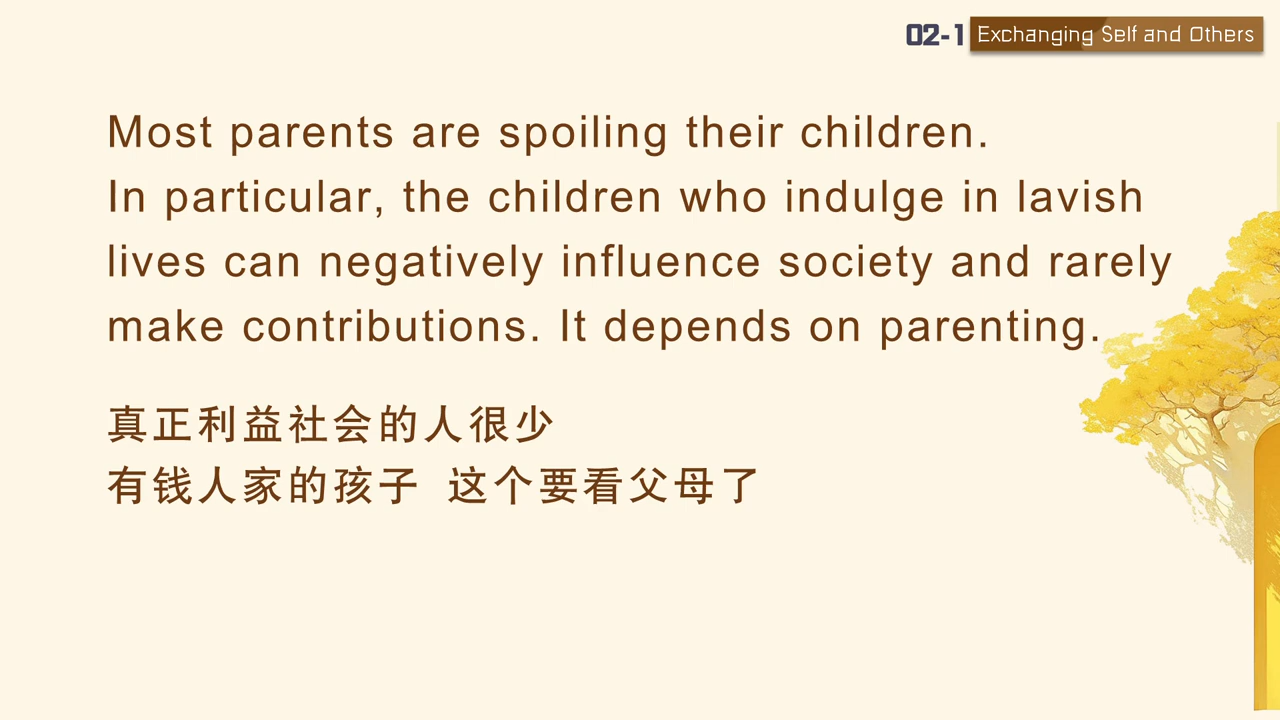 02-1 Exchanging Self and Others
Most parents are spoiling their children.
In particular, the children who indulge in lavish
lives can negatively influence society and rarely
make contributions. It depends on parenting.
真正利益社会的人很少
有钱人家的孩子 这个要看父母了